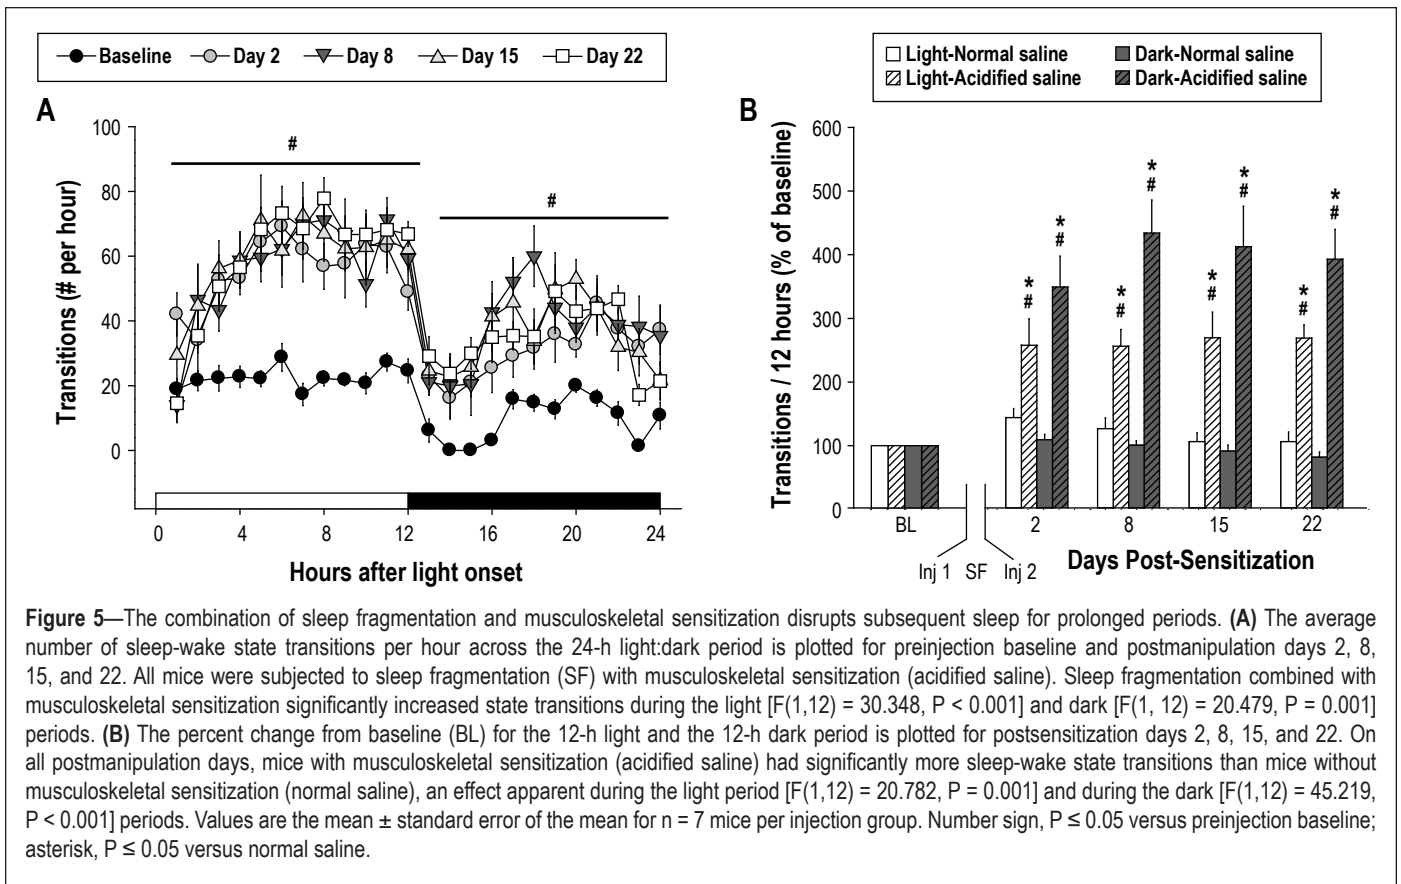 Baseline Day 2 Day 8 Day 15 Day 22
A
Transitions (# per hour)
100
80
60
40
20
0
#
#
0 4 8 12 16 20 24
Hours after light onset
Light-Normal saline Dark-Normal saline
Light-Acidified saline Dark-Acidified saline
B
Transitions / 12 hours (% of baseline)
600
500
400
300
200
100
0
* # * # * # * # * # * # * # * #
BL 2 8 15 22
Inj 1 SF Inj 2 Days Post-Sensitization
Figure 5—The combination of sleep fragmentation and musculoskeletal sensitization disrupts subsequent sleep for prolonged periods. (A) The average
number of sleep-wake state transitions per hour across the 24-h light:dark period is plotted for preinjection baseline and postmanipulation days 2, 8,
15, and 22. All mice were subjected to sleep fragmentation (SF) with musculoskeletal sensitization (acidified saline). Sleep fragmentation combined with
musculoskeletal sensitization significantly increased state transitions during the light [F(1,12) = 30.348, P < 0.001] and dark [F(1, 12) = 20.479, P = 0.001]
periods. (B) The percent change from baseline (BL) for the 12-h light and the 12-h dark period is plotted for postsensitization days 2, 8, 15, and 22. On
all postmanipulation days, mice with musculoskeletal sensitization (acidified saline) had significantly more sleep-wake state transitions than mice without
musculoskeletal sensitization (normal saline), an effect apparent during the light period [F(1,12) = 20.782, P = 0.001] and during the dark [F(1,12) = 45.219,
P < 0.001] periods. Values are the mean ± standard error of the mean for n = 7 mice per injection group. Number sign, P ≤ 0.05 versus preinjection baseline;
asterisk, P ≤ 0.05 versus normal saline.